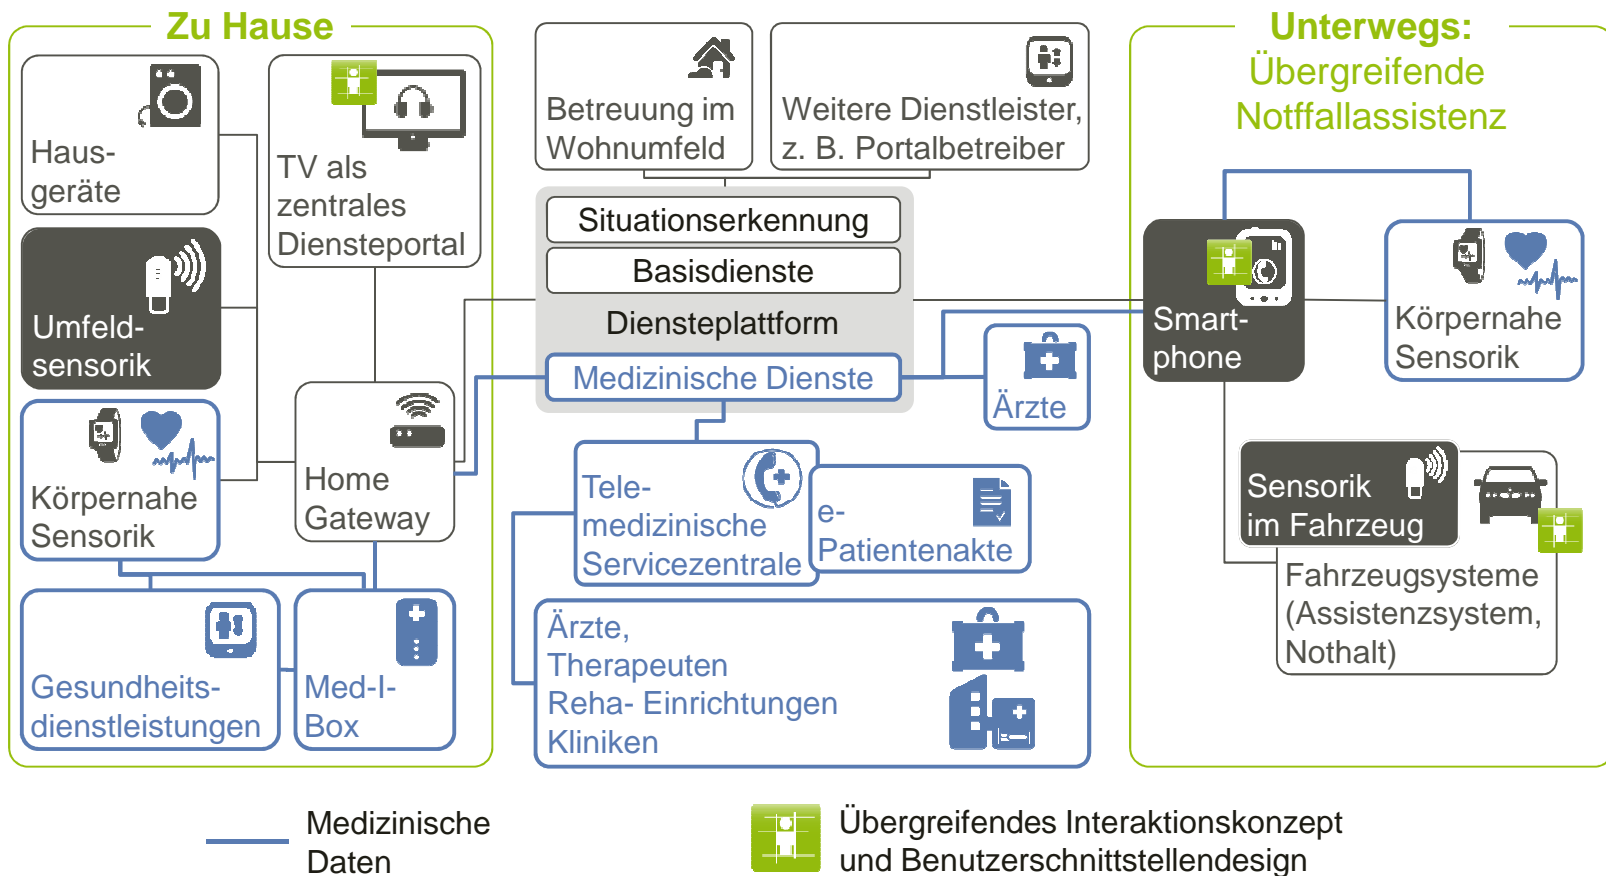 Zu Hause
Haus-
geräte
TV als
zentrales
Diensteportal
Umfeld-
sensorik
Körpernahe
Sensorik
Home
Gateway
Gesundheits-
dienstleistungen
Med-I-
Box
Betreuung im
Wohnumfeld
Weitere Dienstleister,
z. B. Portalbetreiber
Situationserkennung
Basisdienste
Diensteplattform
Medizinische Dienste
Ärzte
Tele-
medizinische
Servicezentrale
e-
Patientenakte
Ärzte,
Therapeuten
Reha- Einrichtungen
Kliniken
Unterwegs:
Übergreifende
Notffallassistenz
Smart-
phone
Körpernahe
Sensorik
Sensorik
im Fahrzeug
Fahrzeugsysteme
(Assistenzsystem,
Nothalt)
Medizinische
Daten
Übergreifendes Interaktionskonzept
und Benutzerschnittstellendesign